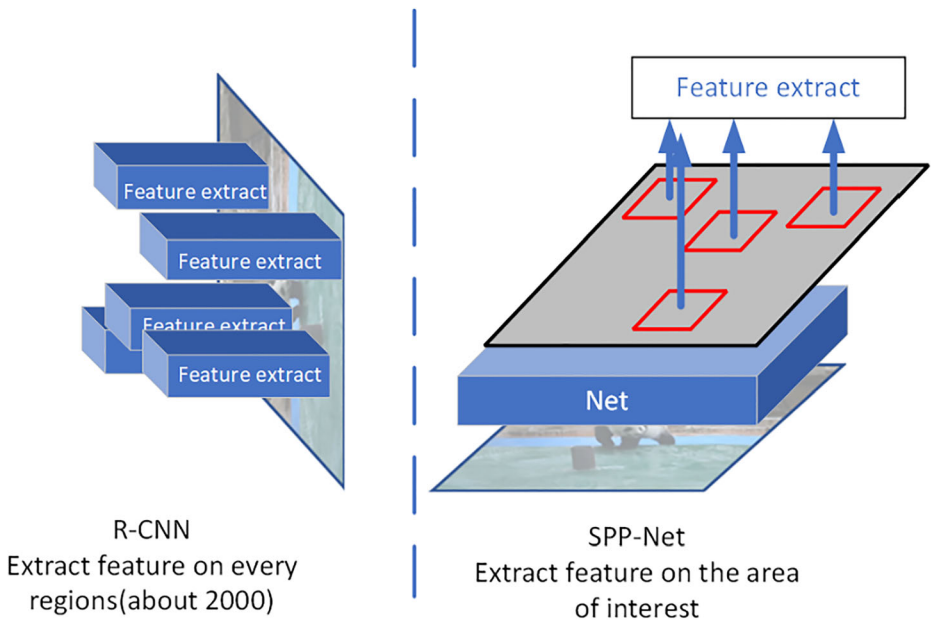 Feature extract
Feature extract
Feature extract
Feature extract
R-CNN
Extract feature on every
regions(about 2000)
Feature extract
Net
SPP-Net
Extract feature on the area
of interest